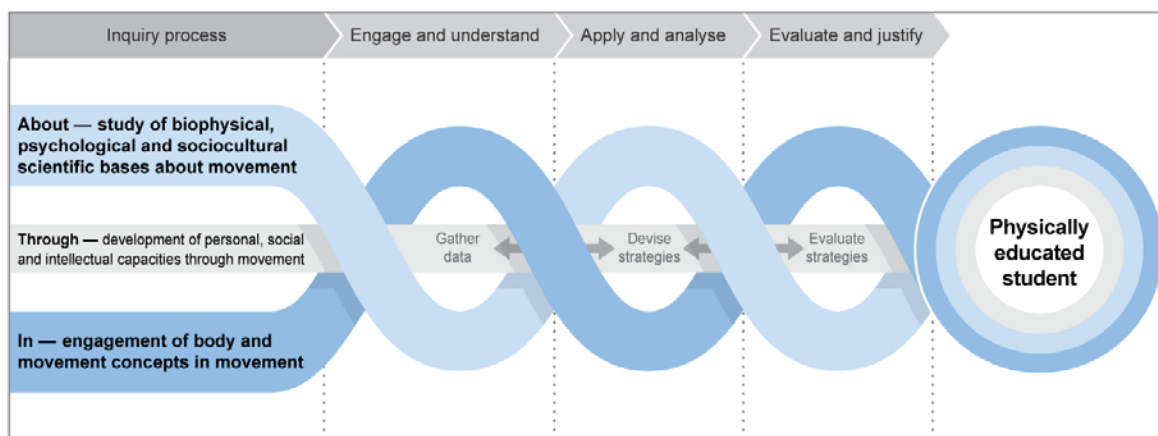 Inquiry process
Engage and understand
Apply and analyse
Evaluate and justify
About — study of biophysical,
psychological and sociocultural
scientific bases about movement
Through — development of personal, social
and intellectual capacities through movement
Gather
data
Devise
strategies
Evaluate
strategies
In — engagement of body and
movement concepts in movement
Physically
educated
student